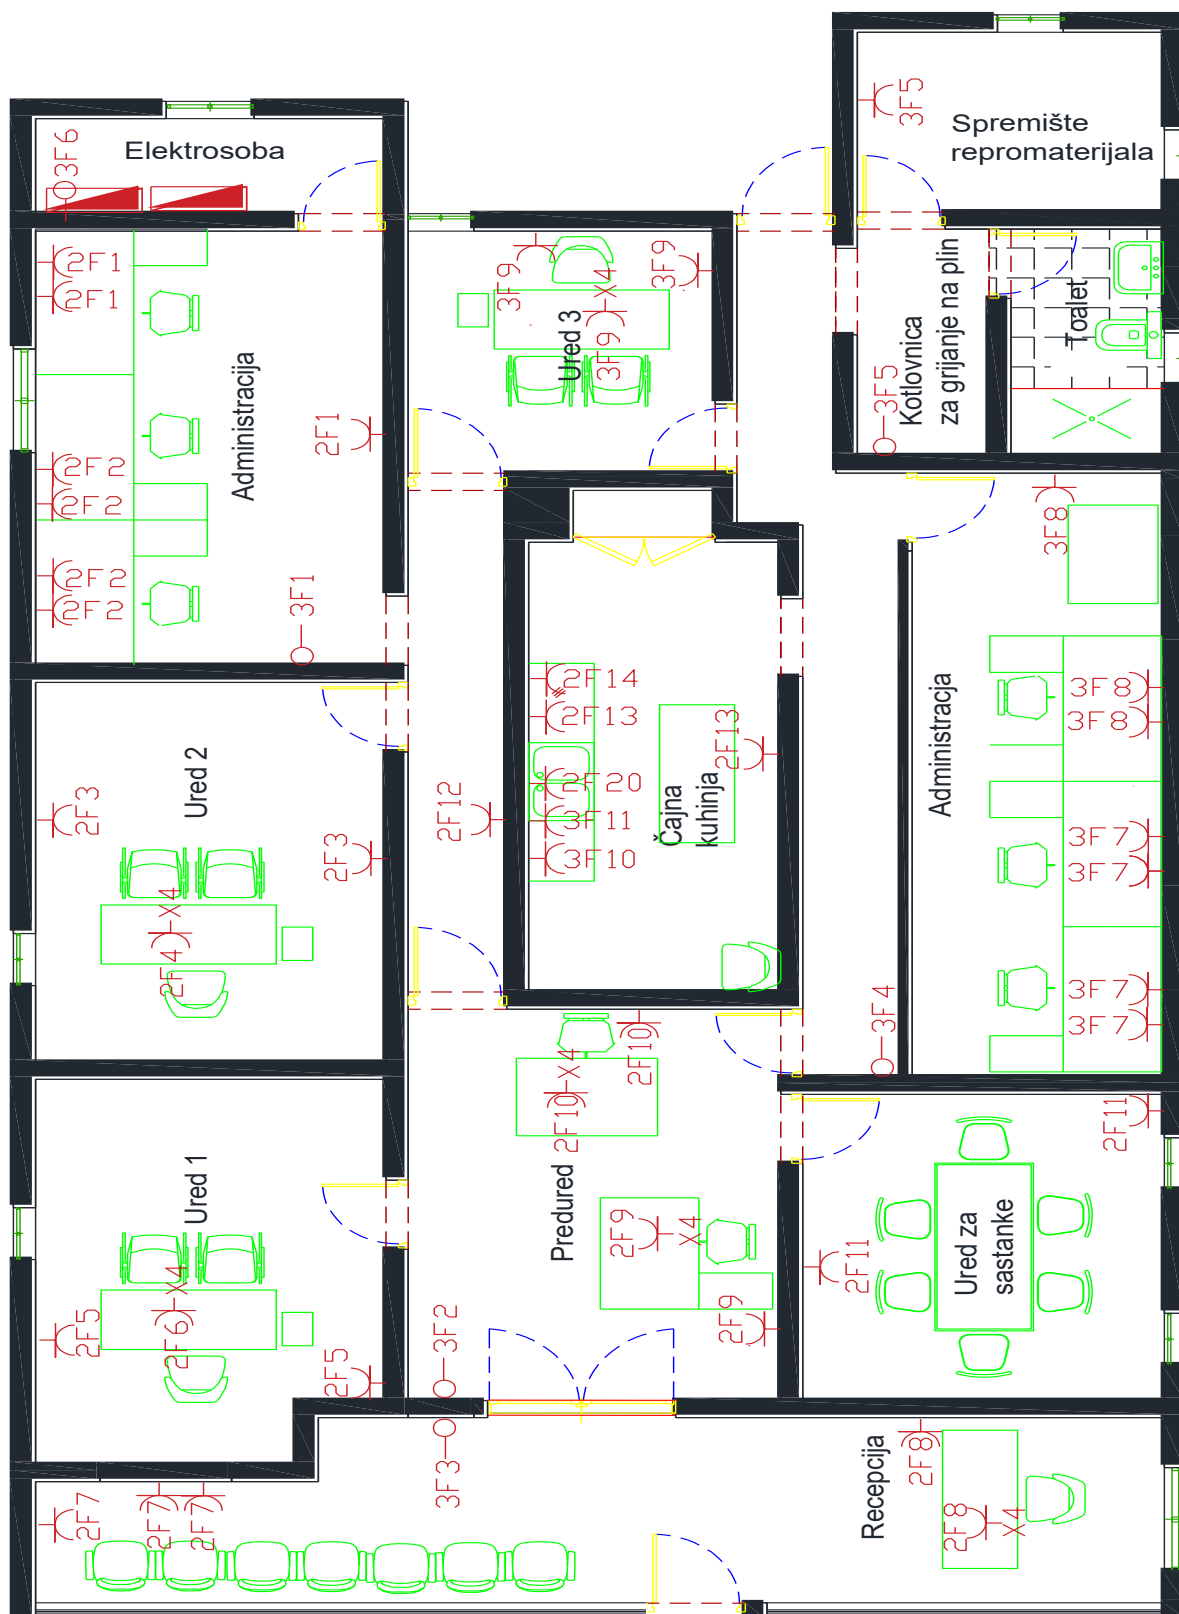 3F5
Spremište
repromaterijala
3F6
Elektrosoba
2F1
2F1
Administracija
2F1
2F2
2F2
2F2
2F2
3F1
3F9
X4
3F9
3F9
Ured 3
Kotlovnica
za grijanje na plin
3F5
Toalet
3F8
Ured 2
2F3
2F3
2F4
X4
2F12
2F14
2F13
2F20
3F11
3F10
2F13
Čajna
kuhinja
Administracja
3F8
3F8
3F7
3F7
3F7
3F7
3F4
2F10
2F10
X4
Predured
2F9
X4
2F9
2F11
2F11
Ured za
sastanke
Ured 1
2F5
2F6
X4
2F5
3F2
3F3
2F7
2F7
2F7
Recepcija
2F8
2F8
X4